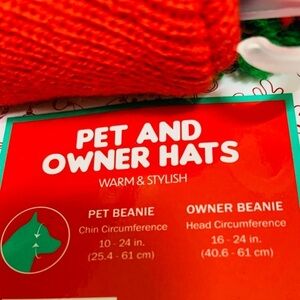 PET AND
OWNER HATS
WARM & STYLISH
PET BEANIE
Chin Circumference
10 - 24 in.
(25.4 - 61 cm)
OWNER BEANIE
Head Circumference
16 - 24 in.
(40.6 - 61 cm)